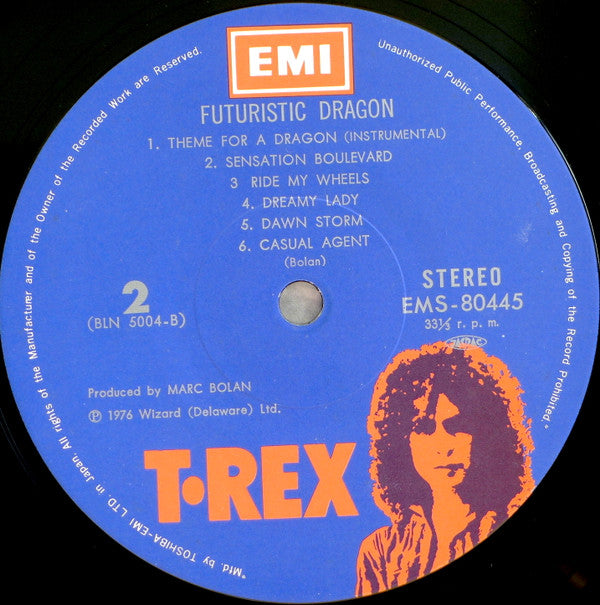 EMI
FUTURISTIC DRAGON
1. THEME FOR A DRAGON (INSTRUMENTAL)
2. SENSATION BOULEVARD
3 RIDE MY WHEELS
4. DREAMY LADY
5. DAWN STORM
6. CASUAL AGENT
(Bolan)
2
(BLN 5004-B)
STEREO
EMS-80445
33⅓ r. p. m.
JASRAC
Produced by MARC BOLAN
Ⓟ 1976 Wizard (Delaware) Ltd.
T•REX
"Mfd. by TOSHIBA-EMI LTD. in Japan. All rights of the Manufacturer and of the Owner of the Recorded Work are Reserved. Unauthorized Public Performance, Broadcasting and Copying of the Record Prohibited."